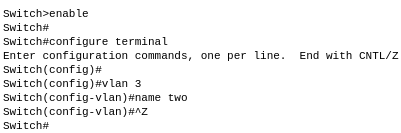 Switch>enable
Switch#
Switch#configure terminal
Enter configuration commands, one per line.  End with CNTL/Z
Switch(config)#
Switch(config)#vlan 3
Switch(config-vlan)#name two
Switch(config-vlan)#^Z
Switch#